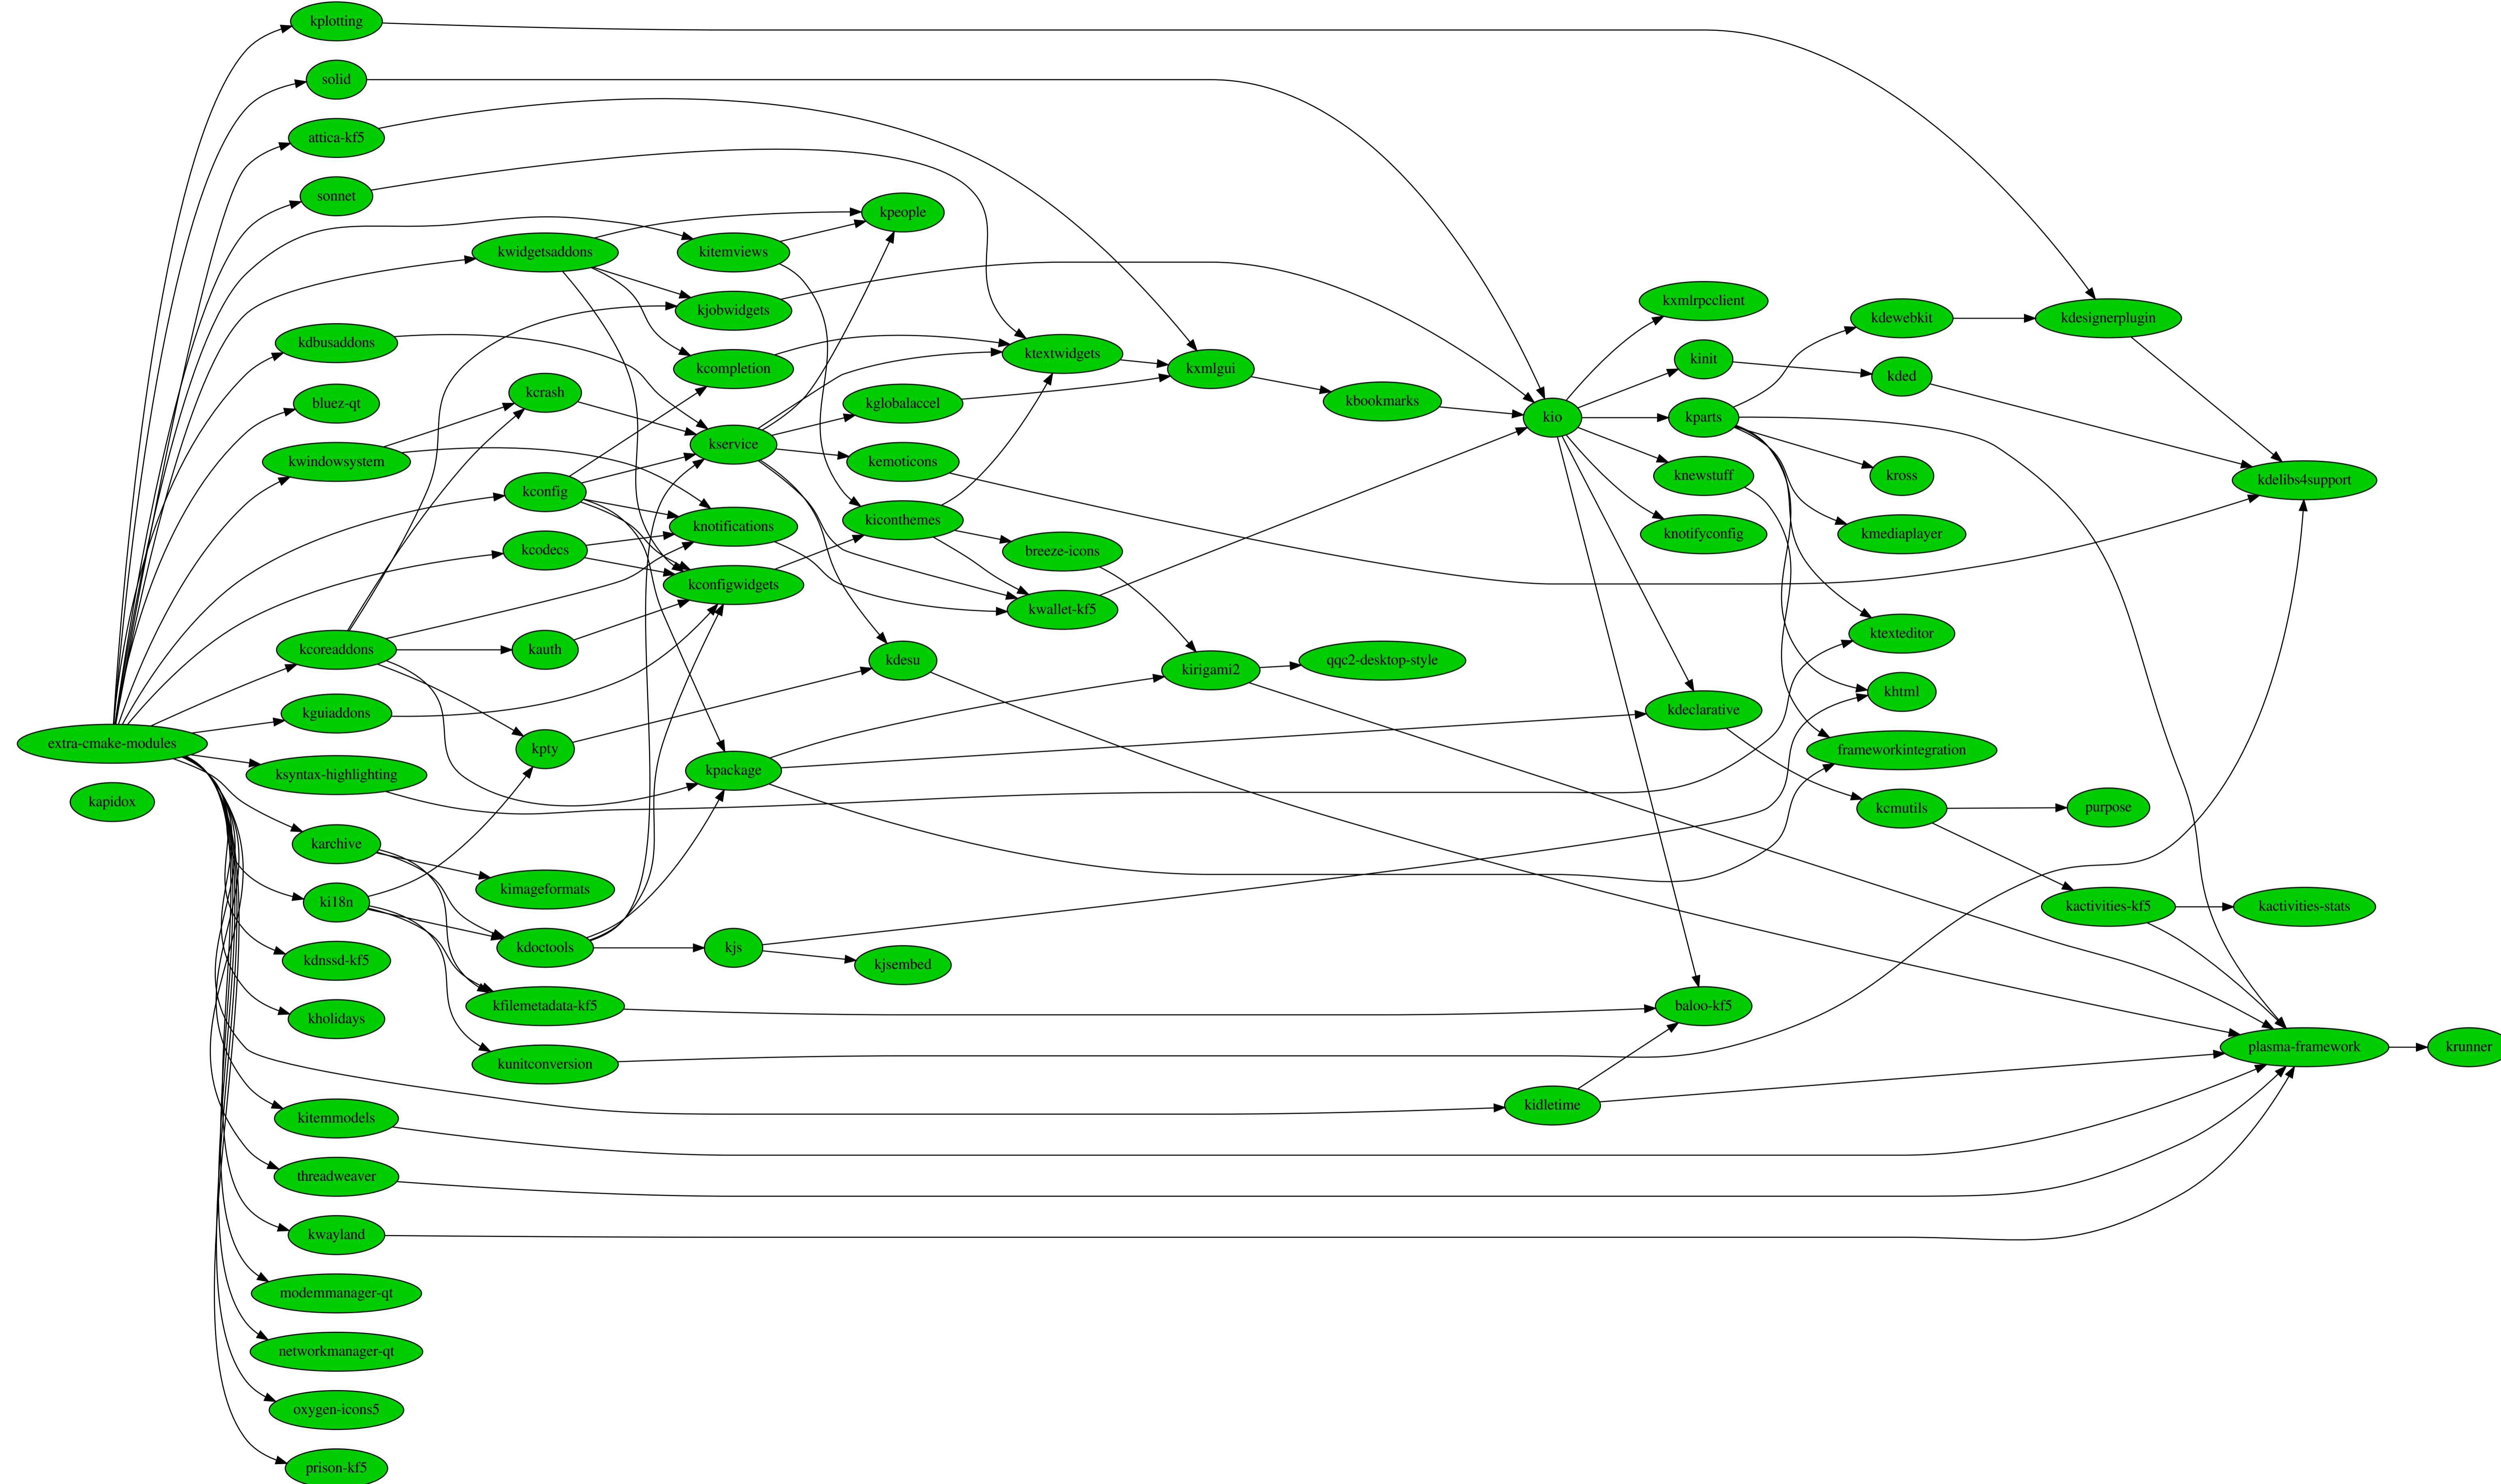 kplotting
solid
attica-kf5
sonnet
kpeople
kwidgetsaddons
kitemviews
kxmlrpcclient
kjobwidgets
kdewebkit
kdesignerplugin
kdbusaddons
ktextwidgets
kinit
kcompletion
kxmlgui
kded
kcrash
bluez-qt
kglobalaccel
kbookmarks
kio
kparts
kservice
kwindowsystem
kemoticons
knewstuff
kross
kdelibs4support
kconfig
kiconthemes
knotifications
knotifyconfig
kmediaplayer
kcodecs
breeze-icons
kconfigwidgets
kwallet-kf5
ktexteditor
kcoreaddons
kauth
kdesu
kirigami2
qqc2-desktop-style
khtml
kguiaddons
kdeclarative
extra-cmake-modules
kpty
frameworkintegration
ksyntax-highlighting
kpackage
kapidox
kcmutils
purpose
karchive
kimageformats
ki18n
kactivities-kf5
kactivities-stats
kdoctools
kjs
kdnssd-kf5
kjsembed
kfilemetadata-kf5
baloo-kf5
kholidays
plasma-framework
krunner
kunitconversion
kidletime
kitemmodels
threadweaver
kwayland
modemmanager-qt
networkmanager-qt
oxygen-icons5
prison-kf5